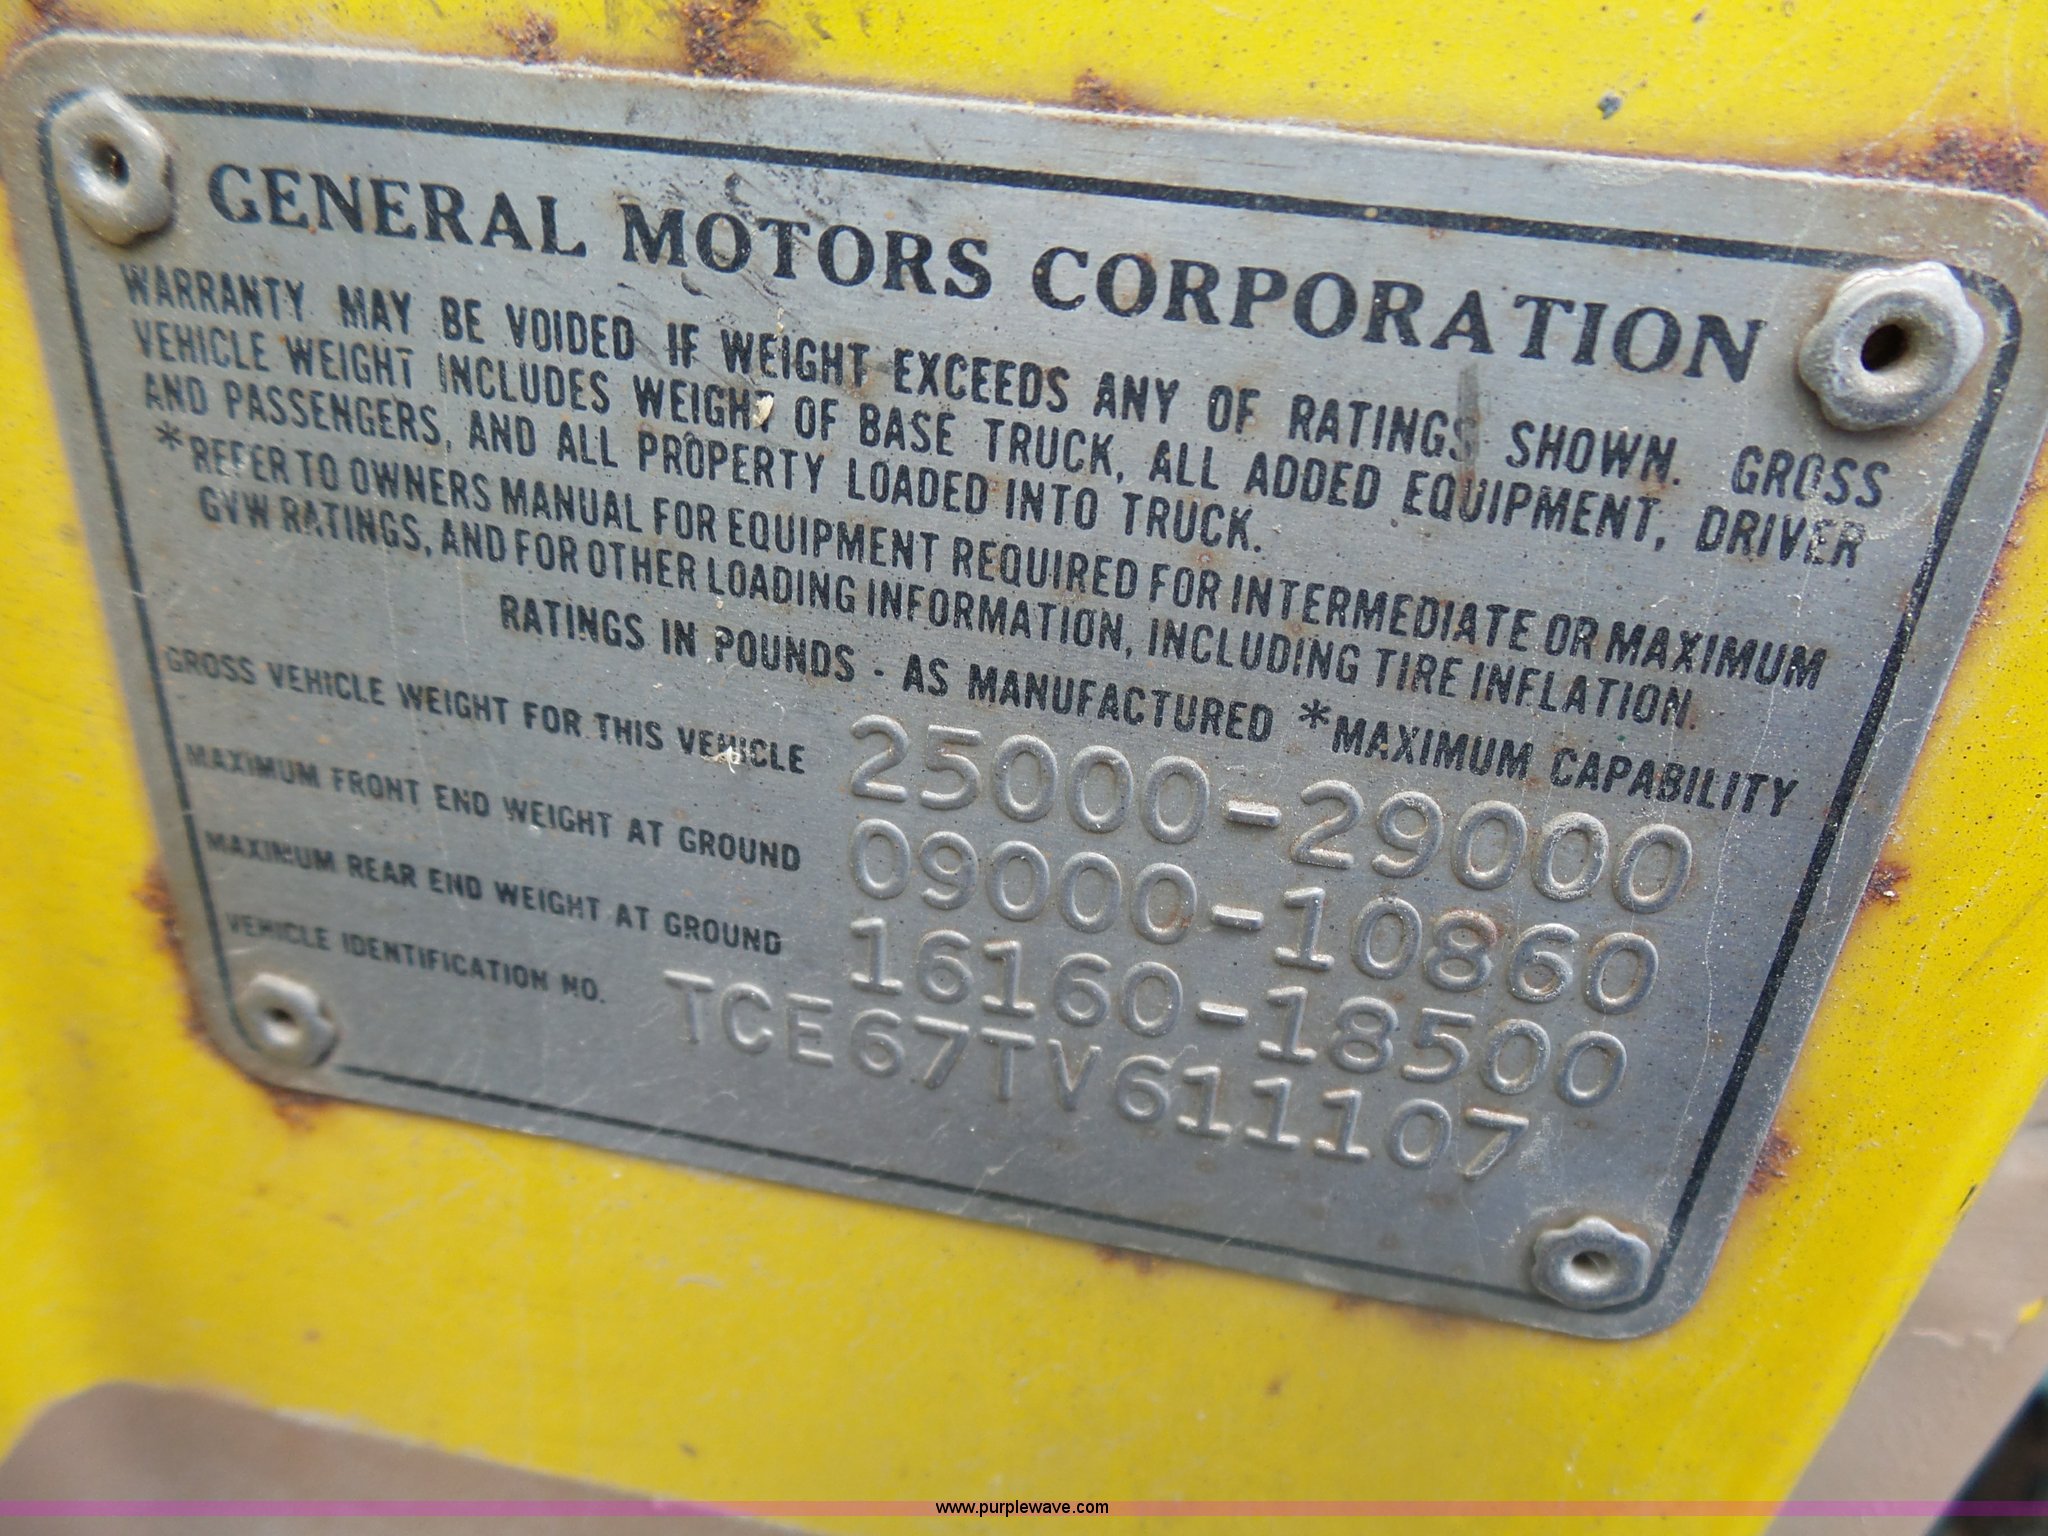 GENERAL MOTORS CORPORATION
WARRANTY MAY BE VOIDED IF WEIGHT EXCEEDS ANY OF RATINGS SHOWN. GROSS
VEHICLE WEIGHT INCLUDES WEIGHT OF BASE TRUCK, ALL ADDED EQUIPMENT, DRIVER
AND PASSENGERS, AND ALL PROPERTY LOADED INTO TRUCK.
*REFER TO OWNERS MANUAL FOR EQUIPMENT REQUIRED FOR INTERMEDIATE OR MAXIMUM
GVW RATINGS, AND FOR OTHER LOADING INFORMATION, INCLUDING TIRE INFLATION.
RATINGS IN POUNDS - AS MANUFACTURED *MAXIMUM CAPABILITY
GROSS VEHICLE WEIGHT FOR THIS VEHICLE 25000-29000
MAXIMUM FRONT END WEIGHT AT GROUND 09000-10860
MAXIMUM REAR END WEIGHT AT GROUND 16160-18500
VEHICLE IDENTIFICATION NO. TCE67TV611107
www.purplewave.com